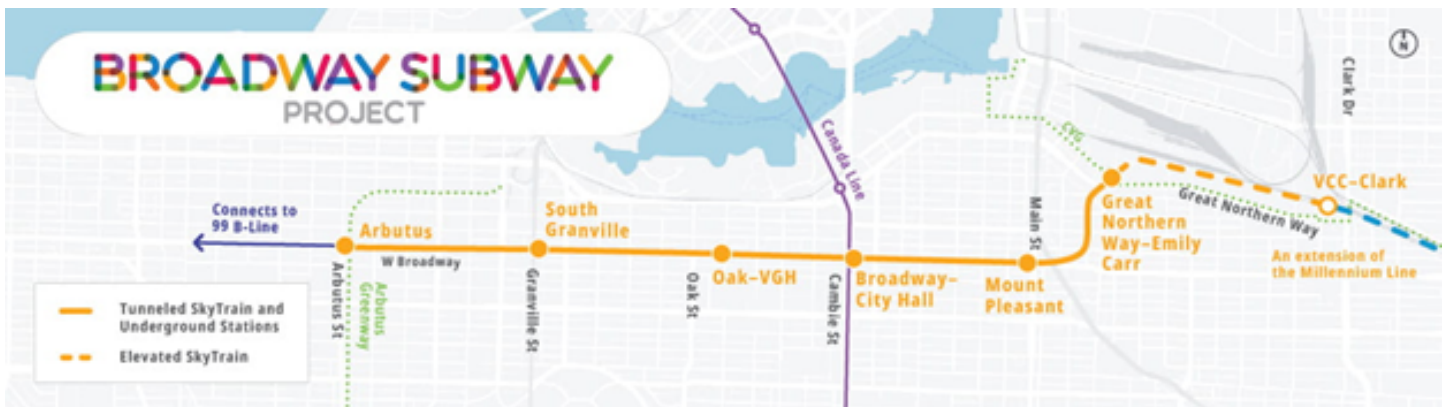 BROADWAY SUBWAY
PROJECT
N
Clark Dr
Canada Line
CVG
VCC–Clark
Great Northern Way
Great
Northern
Way–Emily
Carr
An extension of
the Millennium Line
Connects to
99 B-Line
Arbutus
South
Granville
W Broadway
Oak–VGH
Broadway–
City Hall
Mount
Pleasant
Main St
Arbutus St
Arbutus
Greenway
Granville St
Oak St
Cambie St
Tunneled SkyTrain and
Underground Stations
Elevated SkyTrain